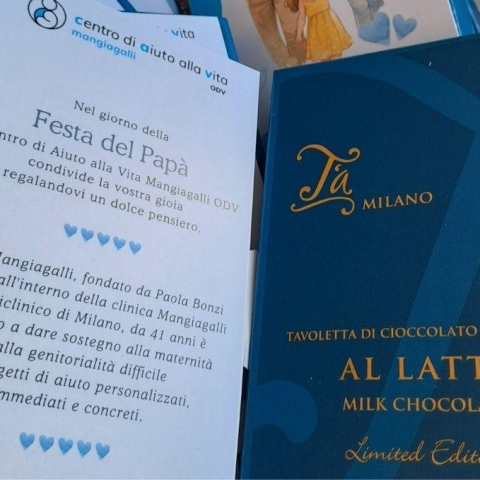 centro di aiuto alla vita
mangiagalli
ODV
vita
Nel giorno della
Festa del Papà
ntro di Aiuto alla Vita Mangiagalli ODV
condivide la vostra gioia
regalandovi un dolce pensiero.
Mangiagalli, fondato da Paola Bonzi
all'interno della clinica Mangiagalli
iclinico di Milano, da 41 anni è
o a dare sostegno alla maternità
alla genitorialità difficile
getti di aiuto personalizzati,
mmediati e concreti.
Ta
MILANO
TAVOLETTA DI CIOCCOLATO
AL LATT
MILK CHOCOLA
Limited Edit